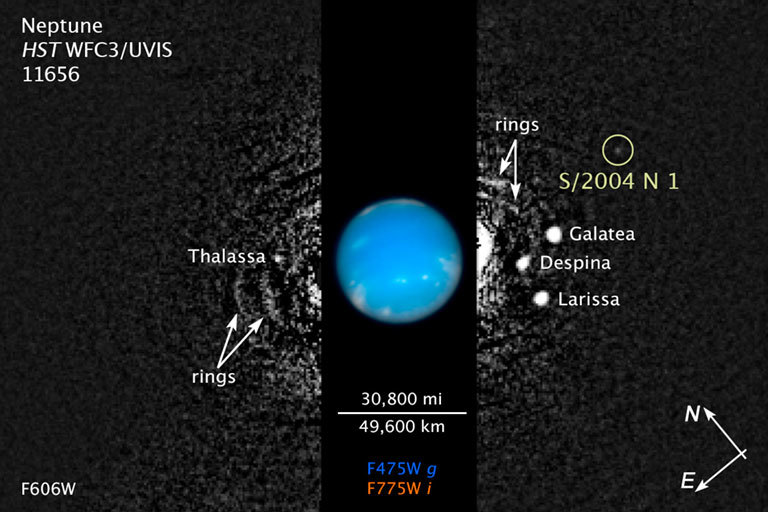 Neptune
HST WFC3/UVIS
11656
rings
S/2004 N 1
Galatea
Thalassa
Despina
Larissa
rings
30,800 mi
49,600 km
N
E
F475W g
F775W i
F606W